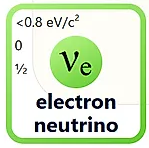 <0.8 eV/c²
0
½
νe
electron
neutrino